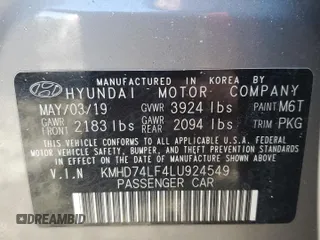 MANUFACTURED IN KOREA BY
HYUNDAI MOTOR COMPANY
MAY/03/19 GVWR 3924 lbs PAINT M6T
GAWR FRONT 2183 lbs GAWR REAR 2094 lbs TRIM PKG
THIS VEHICLE CONFORMS TO ALL APPLICABLE U.S.A. FEDERAL
MOTOR VEHICLE SAFETY, BUMPER, AND THEFT PREVENTION
STANDARDS IN EFFECT ON THE DATE OF MANUFACTURE SHOWN ABOVE.
V.I.N KMHD74LF4LU924549
PASSENGER CAR